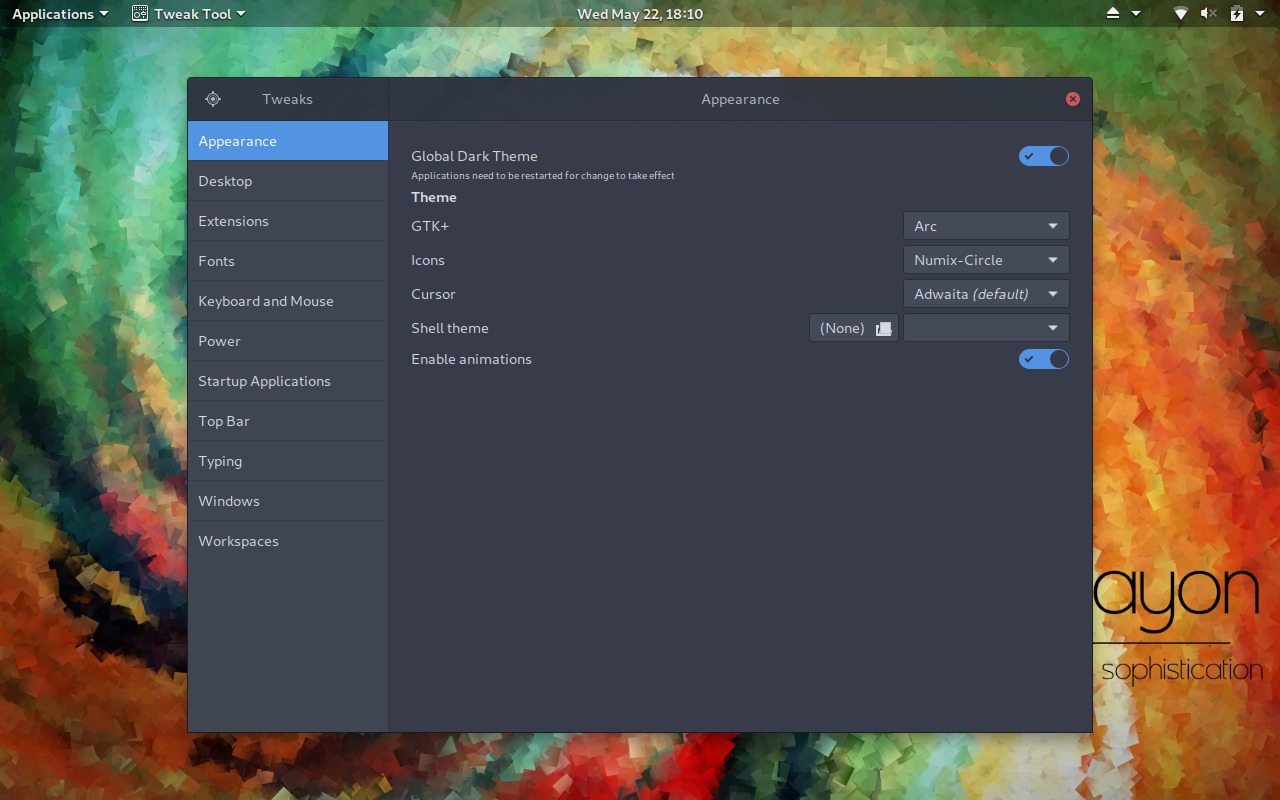 Applications Tweak Tool Wed May 22, 18:10
Tweaks Appearance
Appearance
Desktop
Extensions
Fonts
Keyboard and Mouse
Power
Startup Applications
Top Bar
Typing
Windows
Workspaces
Global Dark Theme
Applications need to be restarted for change to take effect
Theme
GTK+ Arc
Icons Numix-Circle
Cursor Adwaita (default)
Shell theme (None)
Enable animations
ayon
sophistication